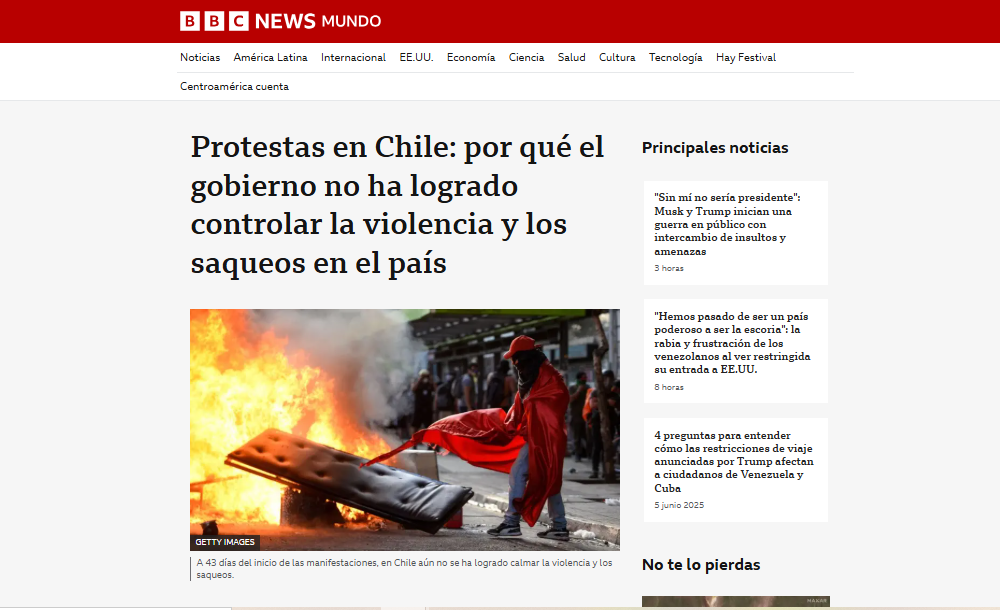 BBC NEWS MUNDO
Noticias América Latina Internacional EE.UU. Economía Ciencia Salud Cultura Tecnología Hay Festival
Centroamérica cuenta
Protestas en Chile: por qué el
gobierno no ha logrado
controlar la violencia y los
saqueos en el país
GETTY IMAGES
A 43 días del inicio de las manifestaciones, en Chile aún no se ha logrado calmar la violencia y los
saqueos.
Principales noticias
"Sin mí no sería presidente":
Musk y Trump inician una
guerra en público con
intercambio de insultos y
amenazas
3 horas
"Hemos pasado de ser un país
poderoso a ser la escoria": la
rabia y frustración de los
venezolanos al ver restringida
su entrada a EE.UU.
8 horas
4 preguntas para entender
cómo las restricciones de viaje
anunciadas por Trump afectan
a ciudadanos de Venezuela y
Cuba
5 junio 2025
No te lo pierdas
MAXAR